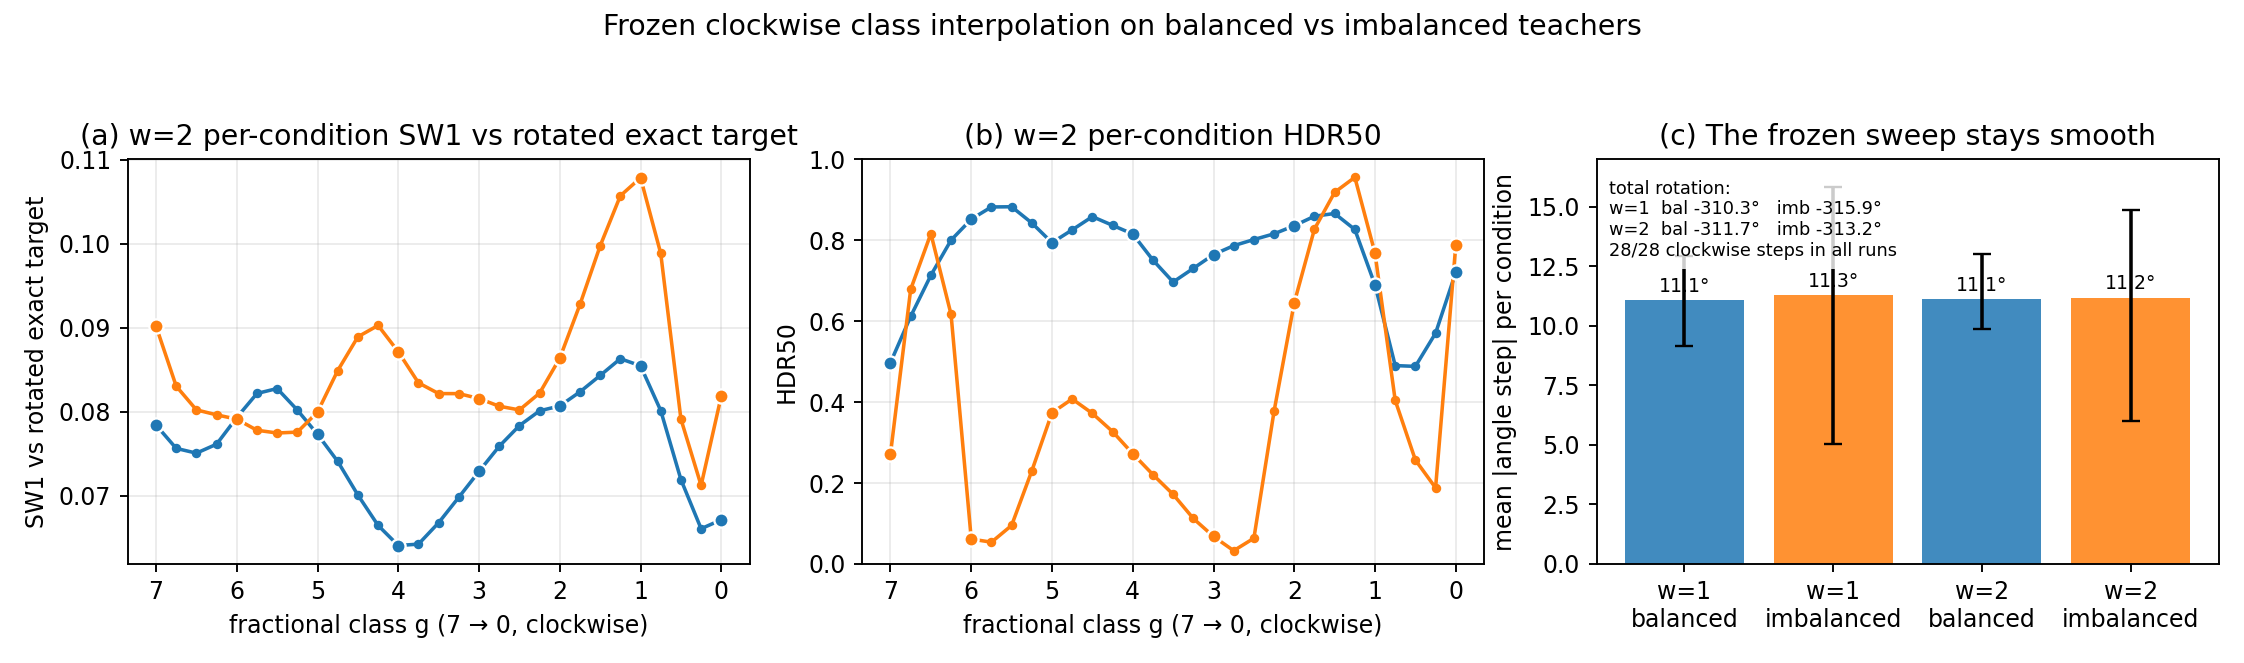 Frozen clockwise class interpolation on balanced vs imbalanced teachers
(a) w=2 per-condition SW1 vs rotated exact target
SW1 vs rotated exact target
0.11
0.10
0.09
0.08
0.07
7 6 5 4 3 2 1 0
fractional class g (7 → 0, clockwise)
(b) w=2 per-condition HDR50
HDR50
1.0
0.8
0.6
0.4
0.2
0.0
7 6 5 4 3 2 1 0
fractional class g (7 → 0, clockwise)
(c) The frozen sweep stays smooth
mean |angle step| per condition
15.0
12.5
10.0
7.5
5.0
2.5
0.0
total rotation:
w=1 bal -310.3° imb -315.9°
w=2 bal -311.7° imb -313.2°
28/28 clockwise steps in all runs
11.1° 11.3° 11.1° 11.2°
w=1 w=1 w=2 w=2
balanced imbalanced balanced imbalanced